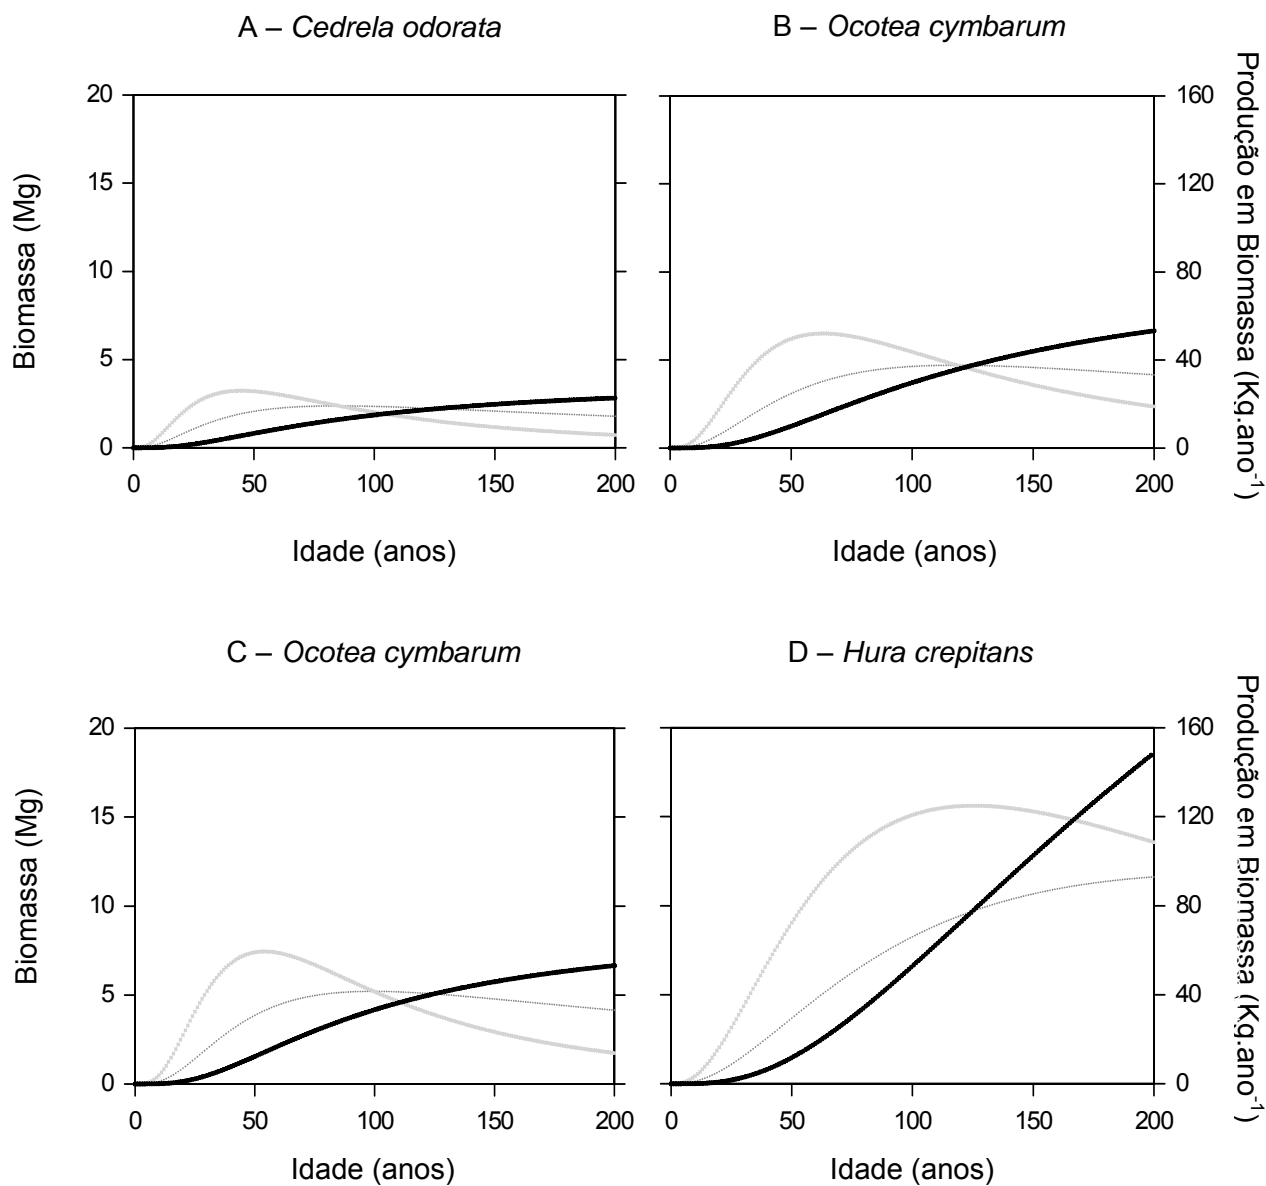 A – Cedrela odorata
B – Ocotea cymbarum
Biomassa (Mg)
20
15
10
5
0
0 50 100 150 200
Idade (anos)
0 50 100 150 200
Idade (anos)
160
120
80
40
0
Produção em Biomassa (Kg.ano⁻¹)
C – Ocotea cymbarum
D – Hura crepitans
Biomassa (Mg)
20
15
10
5
0
0 50 100 150 200
Idade (anos)
0 50 100 150 200
Idade (anos)
160
120
80
40
0
Produção em Biomassa (Kg.ano⁻¹)